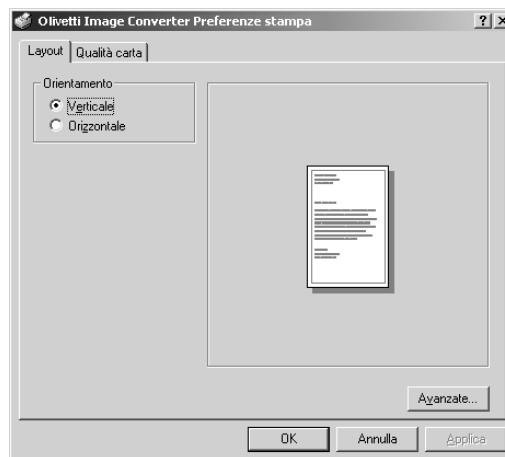 Olivetti Image Converter Preferenze stampa
Layout
Qualità carta
Orientamento
Verticale
Orizzontale
Avanzate...
OK
Annulla
Applica